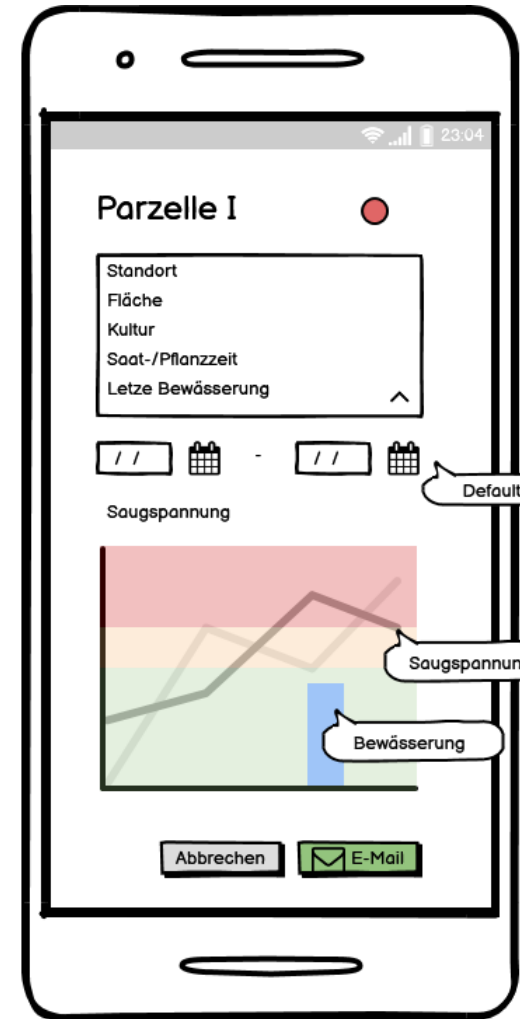 23:04
Parzelle I
Standort
Fläche
Kultur
Saat-/Pflanzzeit
Letze Bewässerung
/ / - / /
Default
Saugspannung
Saugspannun
Bewässerung
Abbrechen E-Mail